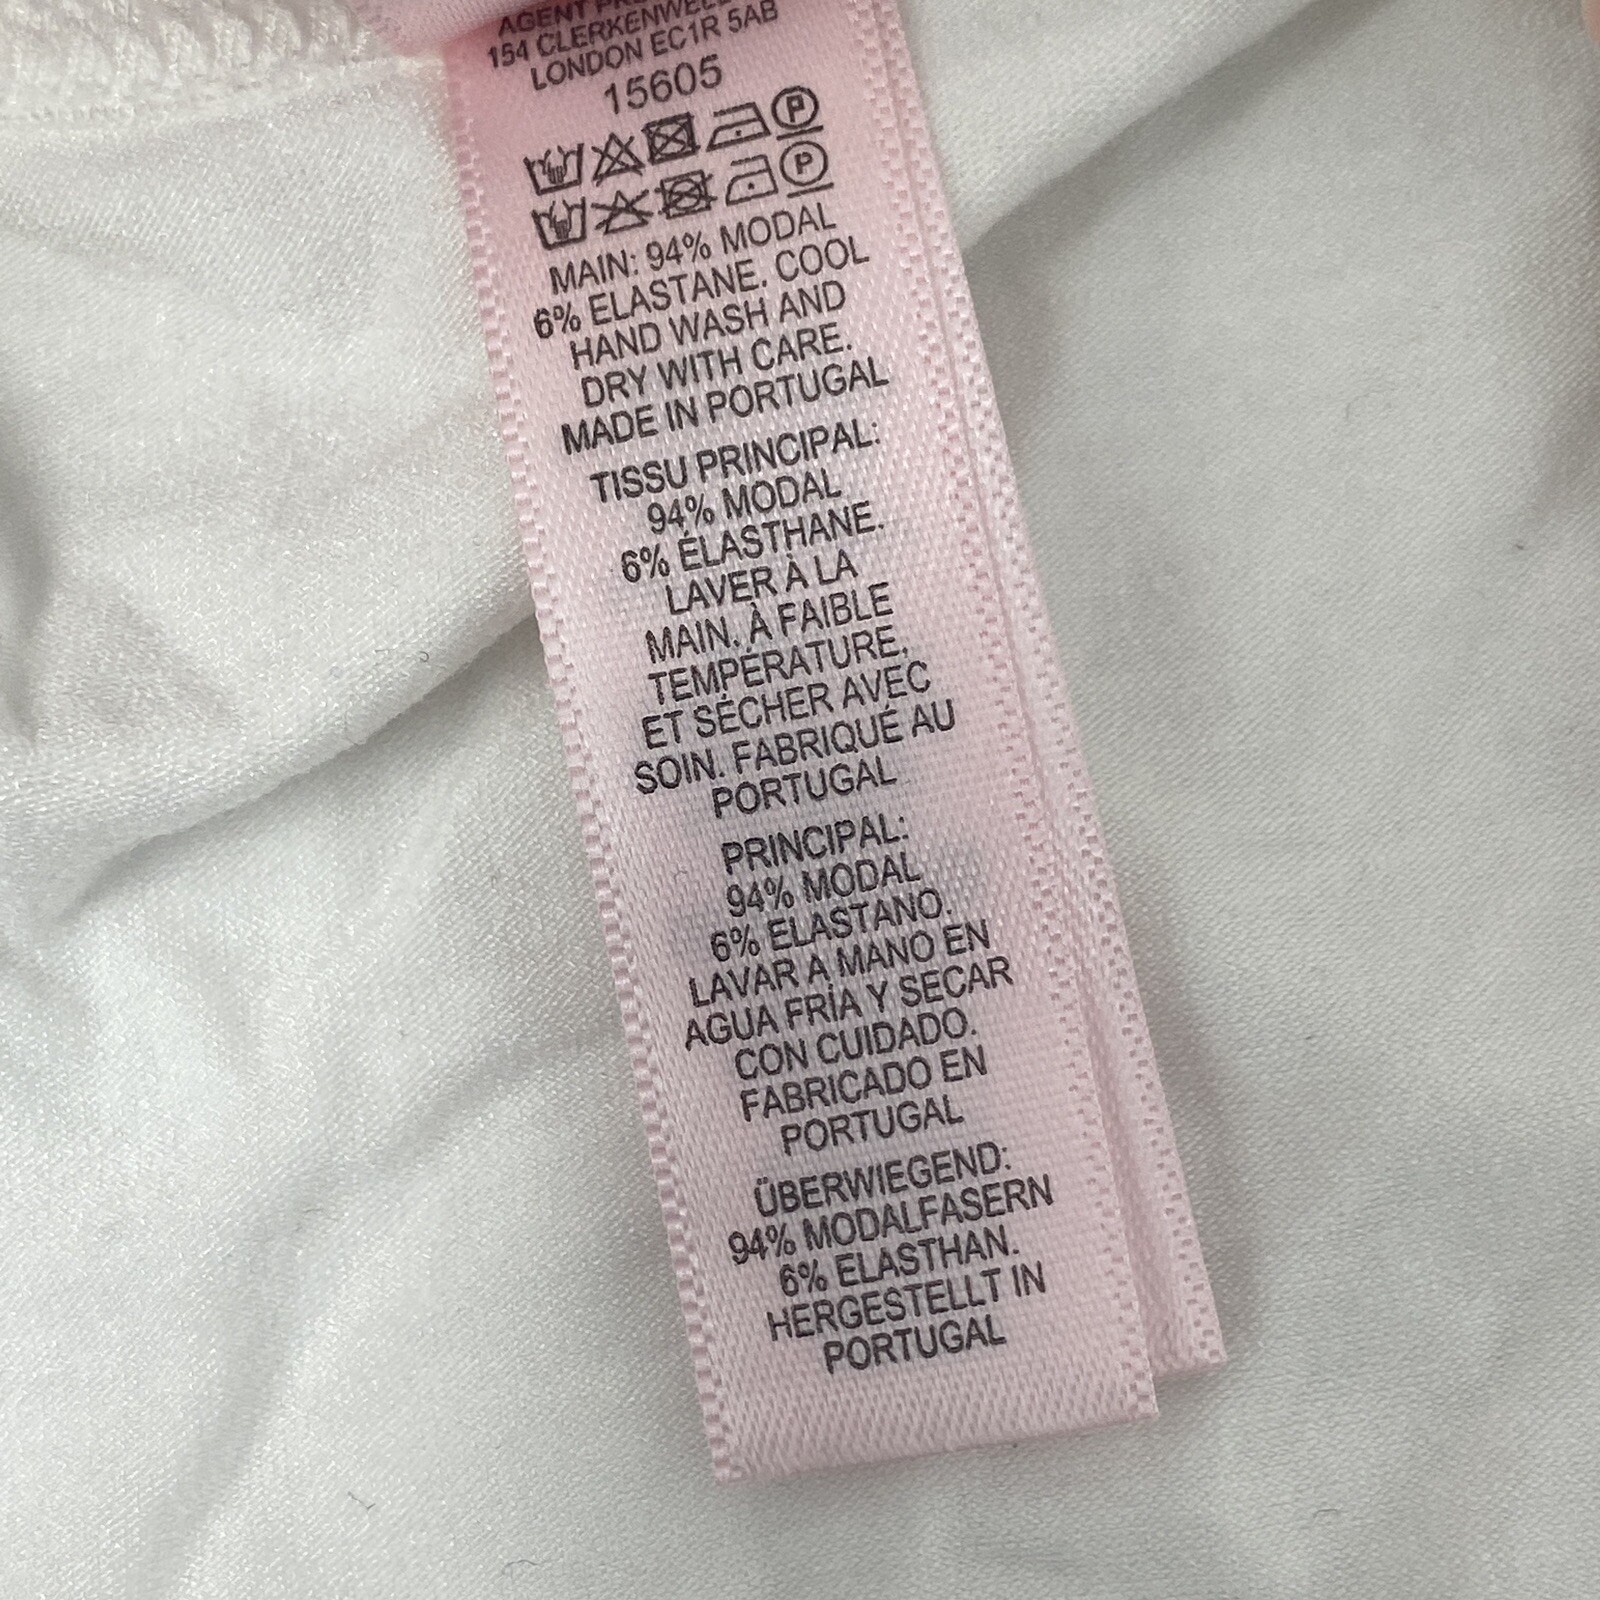 AGENT
154 CLERKENWELL
LONDON EC1R 5AB
15605
P
P
MAIN: 94% MODAL
6% ELASTANE. COOL
HAND WASH AND
DRY WITH CARE.
MADE IN PORTUGAL
TISSU PRINCIPAL:
94% MODAL
6% ÉLASTHANE.
LAVER À LA
MAIN, À FAIBLE
TEMPÉRATURE,
ET SÉCHER AVEC
SOIN. FABRIQUÉ AU
PORTUGAL
PRINCIPAL:
94% MODAL
6% ELASTANO.
LAVAR A MANO EN
AGUA FRÍA Y SECAR
CON CUIDADO.
FABRICADO EN
PORTUGAL
ÜBERWIEGEND:
94% MODALFASERN
6% ELASTHAN.
HERGESTELLT IN
PORTUGAL